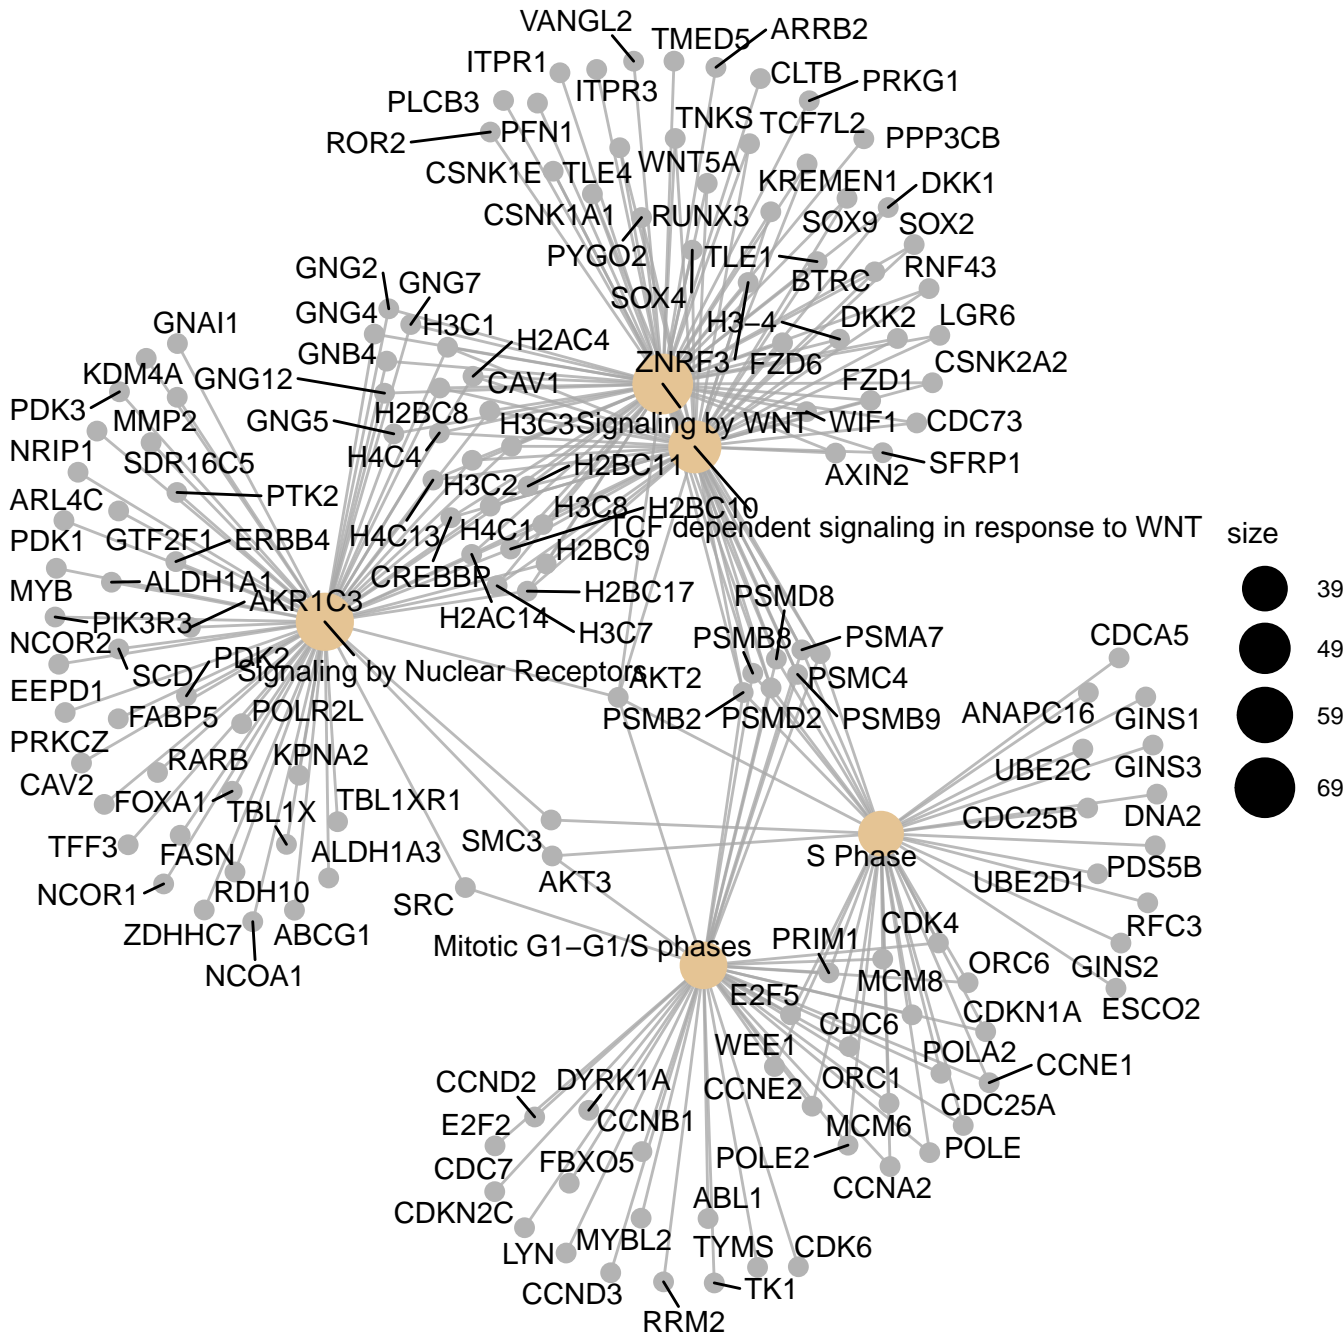 VANGL2
TMED5
ARRB2
ITPR1
ITPR3
CLTB
PRKG1
PLCB3
PFN1
TNKS
TCF7L2
ROR2
PPP3CB
CSNK1E
TLE4
WNT5A
KREMEN1
DKK1
CSNK1A1
RUNX3
SOX9
SOX2
PYGO2
TLE1
BTRC
RNF43
GNG2
GNG7
SOX4
GNG4
H3C1
H3−4
DKK2
LGR6
GNAI1
H2AC4
GNB4
ZNRF3
FZD6
CSNK2A2
KDM4A
GNG12
CAV1
FZD1
PDK3
MMP2
GNG5
H2BC8
H3C3
Signaling by WNT
WIF1
CDC73
NRIP1
SDR16C5
H4C4
H2BC11
AXIN2
SFRP1
ARL4C
PTK2
H3C2
H3C8
H2BC10
TCF dependent signaling in response to WNT
size
PDK1
GTF2F1
ERBB4
H4C13
H4C1
H2BC9
MYB
ALDH1A1
CREBBP
H2BC17
39
AKR1C3
PIK3R3
H2AC14
H3C7
PSMD8
NCOR2
PSMB8
PSMA7
CDCA5
49
SCD
PDK2
Signaling by Nuclear Receptors
AKT2
PSMC4
EEPD1
FABP5
POLR2L
PSMB2
PSMD2
PSMB9
ANAPC16
GINS1
59
PRKCZ
RARB
KPNA2
UBE2C
GINS3
CAV2
FOXA1
TBL1X
TBL1XR1
69
CDC25B
DNA2
TFF3
FASN
ALDH1A3
SMC3
S Phase
PDS5B
NCOR1
RDH10
AKT3
UBE2D1
SRC
RFC3
ZDHHC7
ABCG1
Mitotic G1−G1/S phases
PRIM1
CDK4
NCOA1
MCM8
ORC6
GINS2
E2F5
CDKN1A
ESCO2
CDC6
WEE1
POLA2
CCNE1
CCND2
DYRK1A
CCNE2
ORC1
CDC25A
E2F2
CCNB1
MCM6
POLE
CDC7
FBXO5
POLE2
CCNA2
CDKN2C
ABL1
LYN
MYBL2
TYMS
CDK6
CCND3
TK1
RRM2